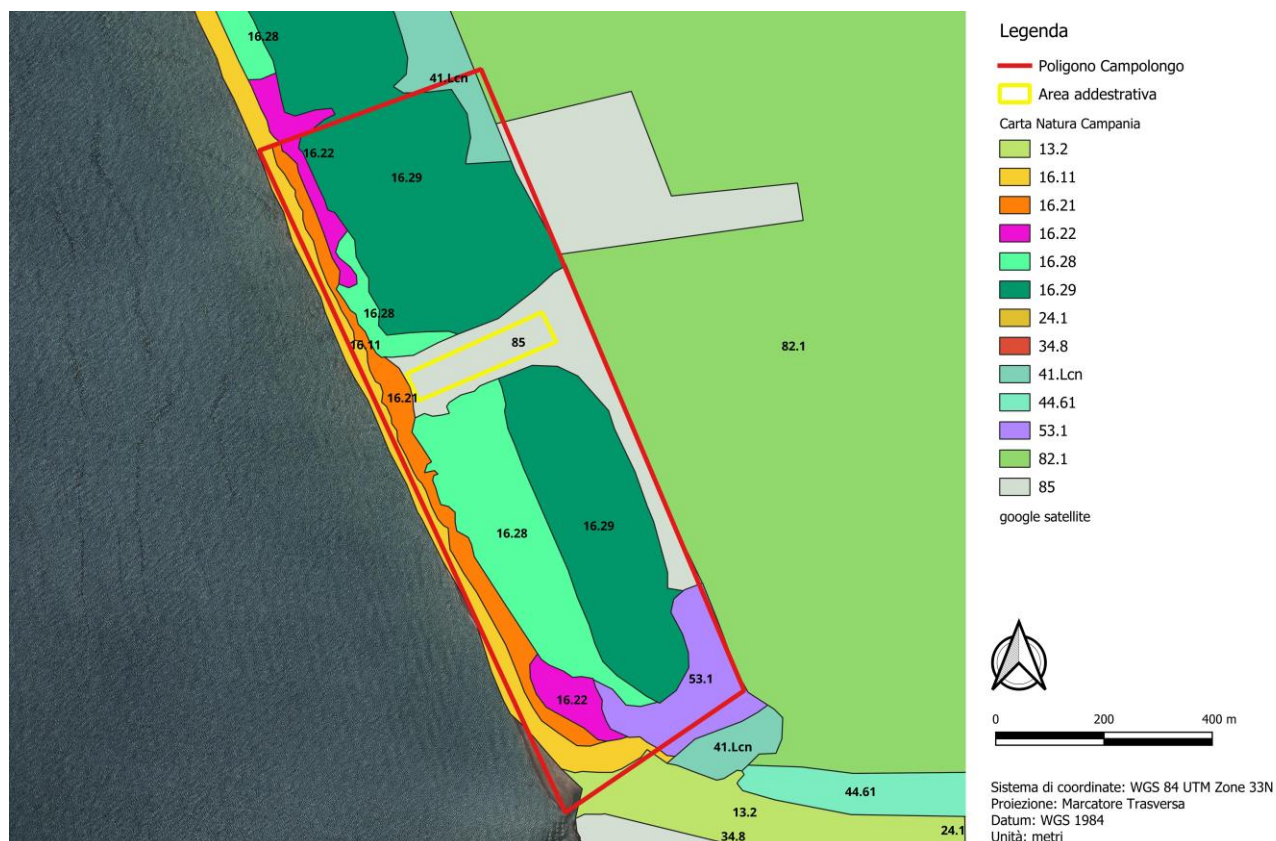 16.28
41.Lcn
16.22
16.29
16.28
16.11
85
82.1
16.21
16.28
16.29
53.1
16.22
41.Lcn
44.61
13.2
34.8
24.1
Legenda
Poligono Campolongo
Area addestrativa
Carta Natura Campania
13.2
16.11
16.21
16.22
16.28
16.29
24.1
34.8
41.Lcn
44.61
53.1
82.1
85
google satellite
0 200 400 m
Sistema di coordinate: WGS 84 UTM Zone 33N
Proiezione: Marcatore Trasversa
Datum: WGS 1984
Unità: metri